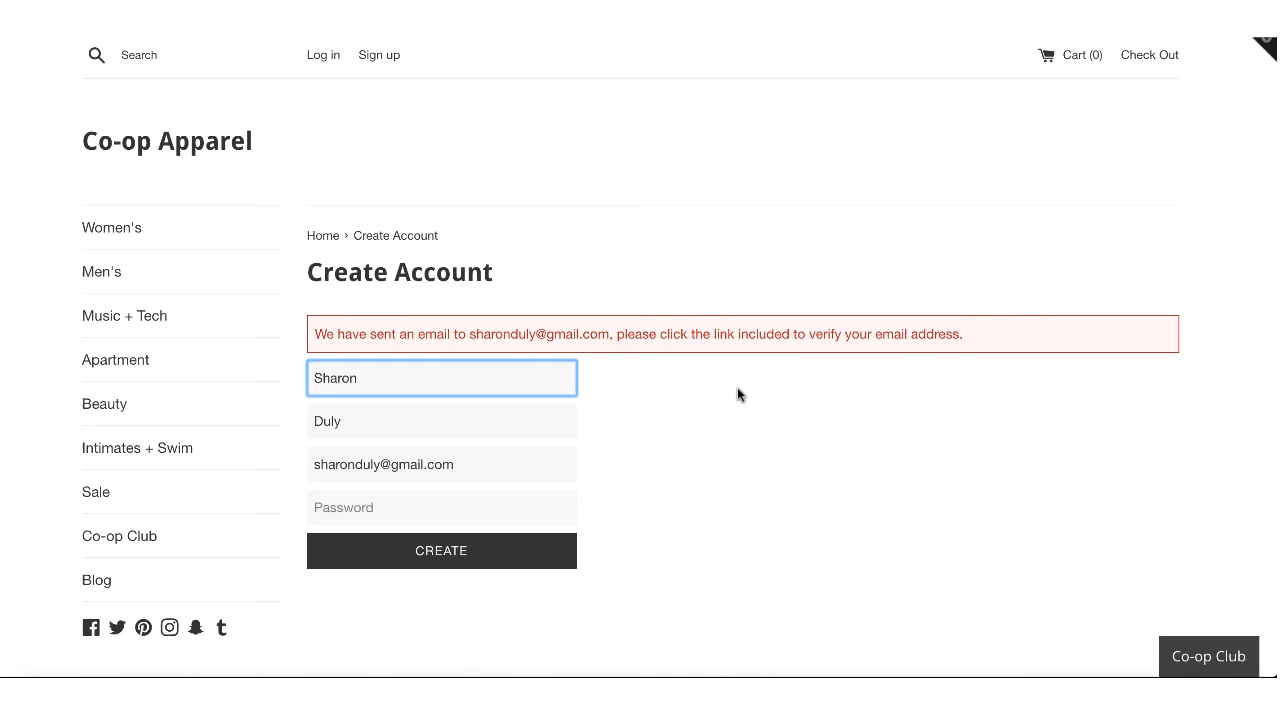 Search
Log in
Sign up
Cart (0)
Check Out
Co-op Apparel
Women's
Men's
Music + Tech
Apartment
Beauty
Intimates + Swim
Sale
Co-op Club
Blog
Home › Create Account
Create Account
We have sent an email to sharonduly@gmail.com, please click the link included to verify your email address.
Sharon
Duly
sharonduly@gmail.com
Password
CREATE
Co-op Club